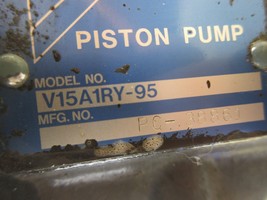 PISTON PUMP
MODEL NO.
V15A1RY-95
MFG. NO.